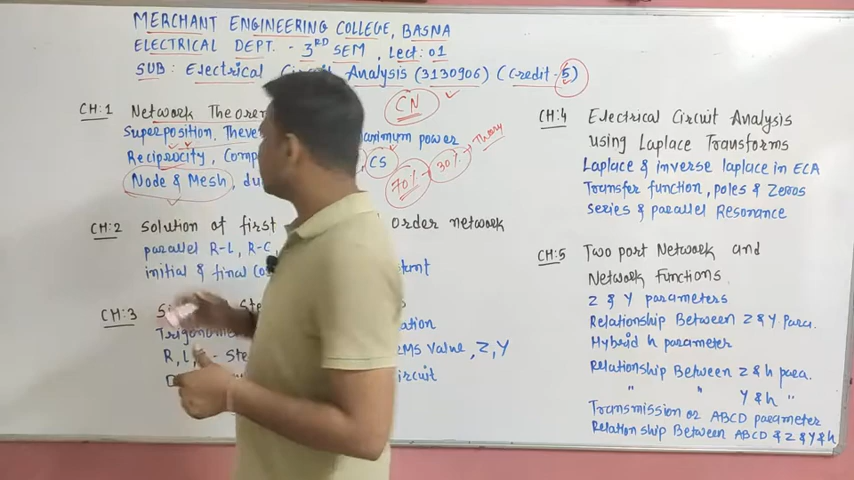 MERCHANT ENGINEERING COLLEGE, BASNA
ELECTRICAL DEPT. - 3RD SEM, Lect: 01
SUB: Electrical Circuit Analysis (3130906) (Credit-5)
CN
CH:1 Network
Superposition, maximum power
Reciprocity, CS
70% 30% → Theory
Node & Mesh,
CH:2 Solution of first order network
parallel R-L, R-C
initial & final
CH:3
R, L, RMS Value, Z, Y
CH:4 Electrical Circuit Analysis
using Laplace Transforms
Laplace & inverse laplace in ECA
Transfer function, poles & Zeros
Series & parallel Resonance
CH:5 Two port Network and
Network Functions.
Z & Y parameters
Relationship Between Z & Y para.
Hybrid h parameter
Relationship Between Z & h para.
" " Y & h "
Transmission or ABCD parameter
Relationship Between ABCD & Z & Y & h